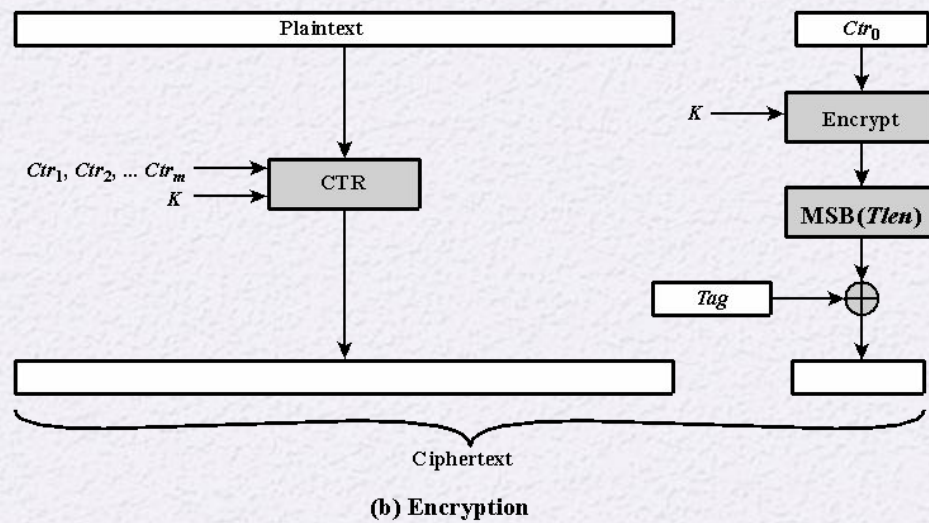 Plaintext
Ctr0
K
Encrypt
Ctr1, Ctr2, ... Ctrm
K
CTR
MSB(Tlen)
Tag
Ciphertext
(b) Encryption